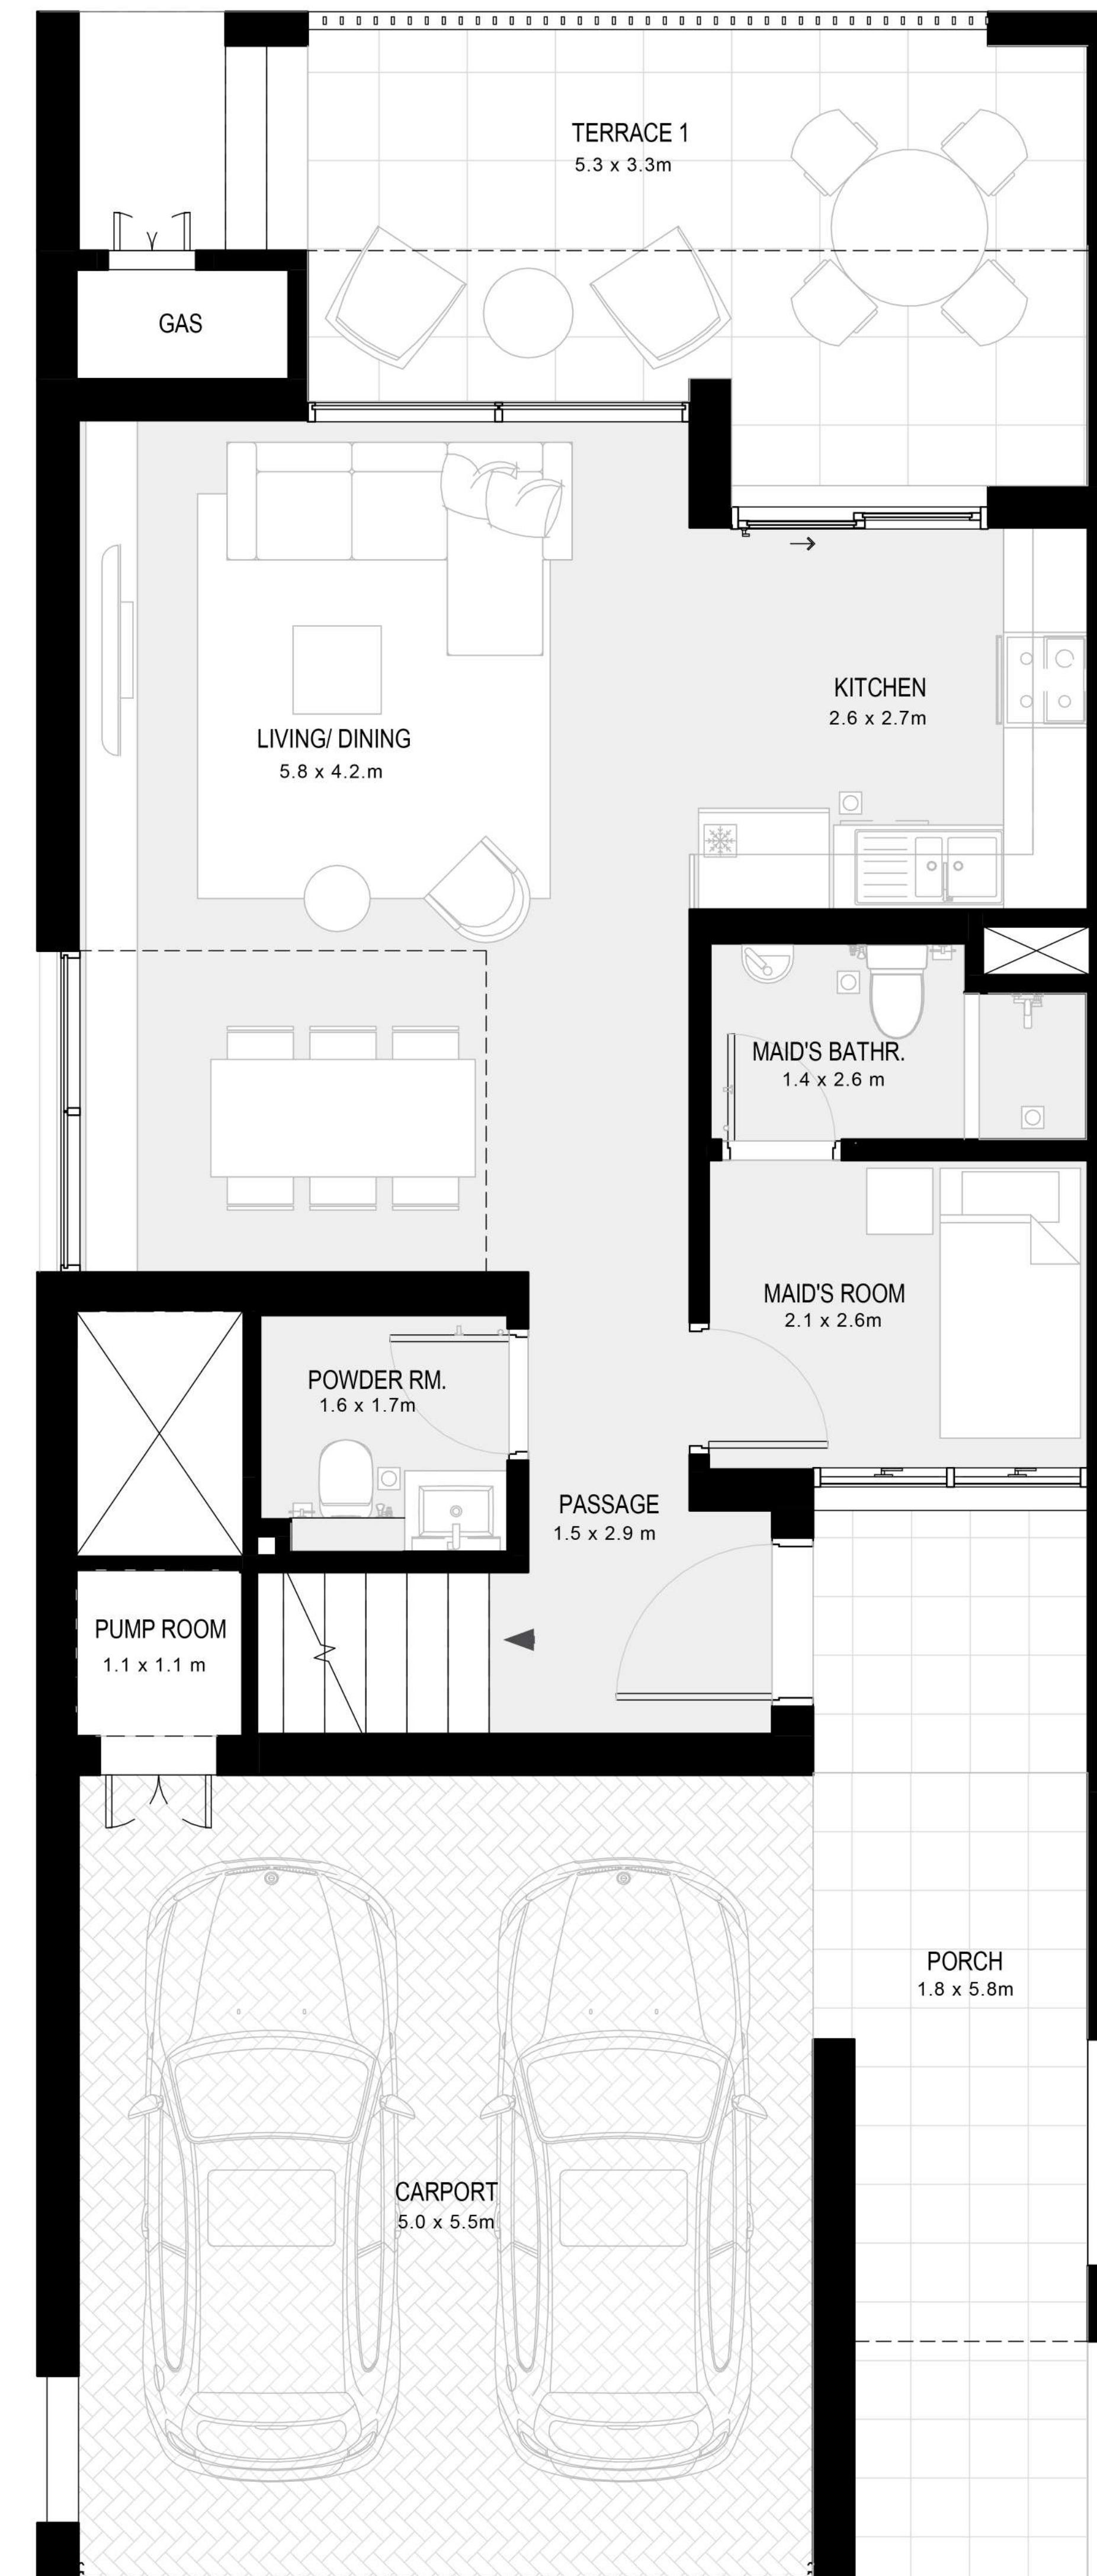 TERRACE 1
5.3 x 3.3m
GAS
KITCHEN
2.6 x 2.7m
LIVING/ DINING
5.8 x 4.2.m
MAID'S BATHR.
1.4 x 2.6 m
MAID'S ROOM
2.1 x 2.6m
POWDER RM.
1.6 x 1.7m
PASSAGE
1.5 x 2.9 m
PUMP ROOM
1.1 x 1.1 m
PORCH
1.8 x 5.8m
CARPORT
5.0 x 5.5m